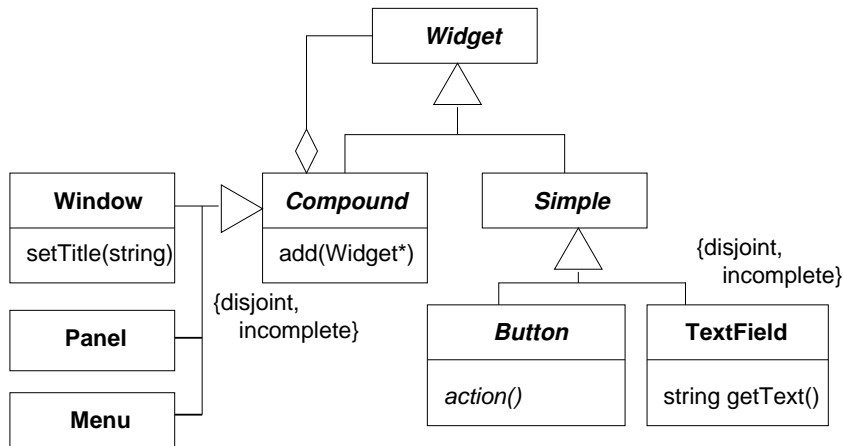 Widget
Window
setTitle(string)
Compound
add(Widget*)
Simple
{disjoint,
incomplete}
{disjoint,
incomplete}
Panel
Menu
Button
action()
TextField
string getText()